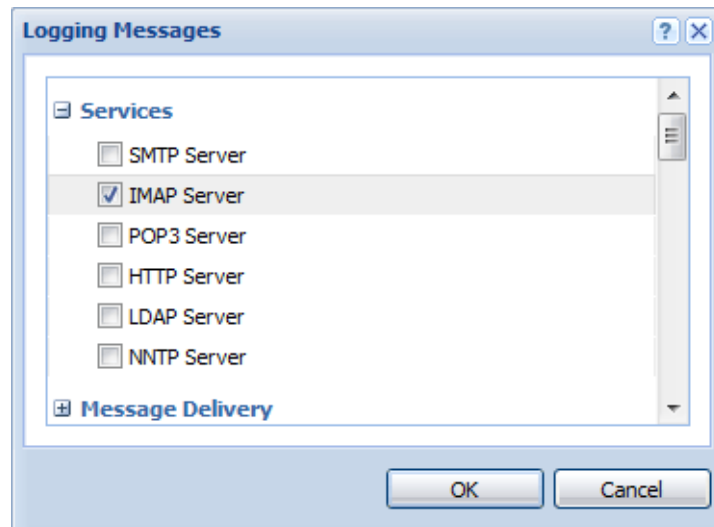 Logging Messages
Services
SMTP Server
IMAP Server
POP3 Server
HTTP Server
LDAP Server
NNTP Server
Message Delivery
OK Cancel